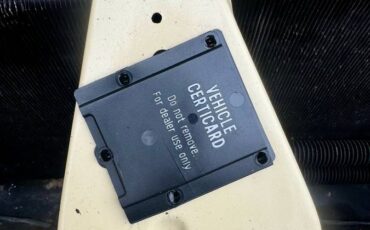 VEHICLE
CERTICARD
Do not remove
For dealer use only